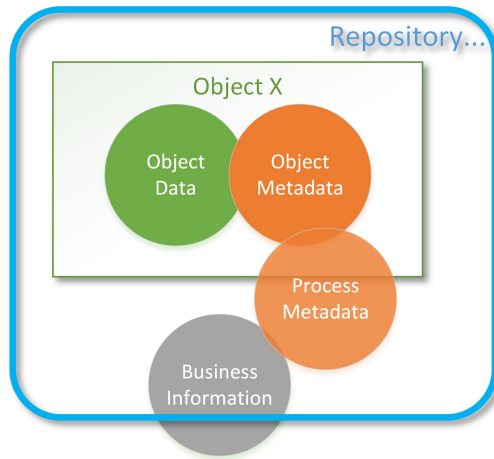 Repository...
Object X
Object
Data
Object
Metadata
Process
Metadata
Business
Information